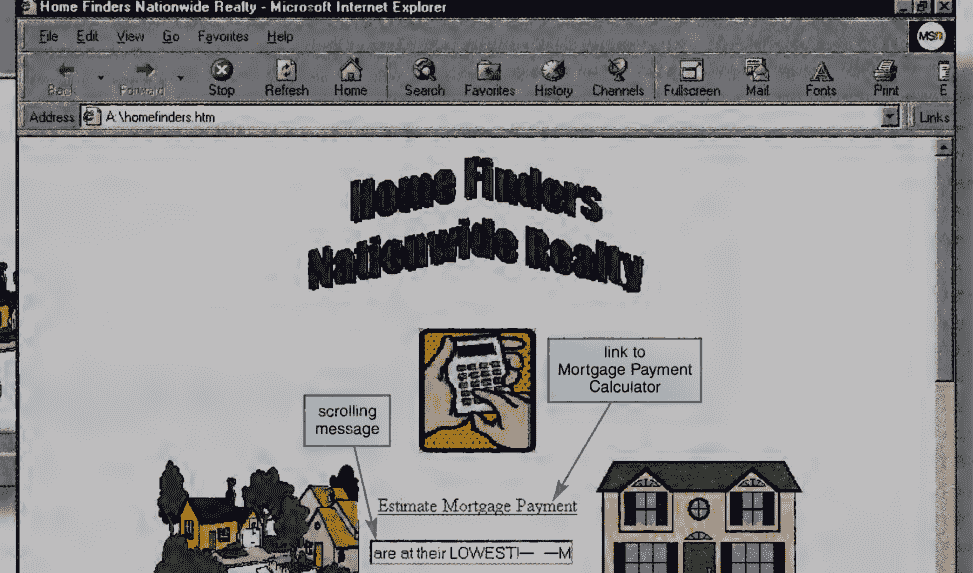 Home Finders Nationwide Realty - Microsoft Internet Explorer
File Edit View Go Favorites Help
msn
Back Forward Stop Refresh Home Search Favorites History Channels Fullscreen Mail Fonts Print E
Address A:\homefinders.htm Links
Home Finders
Nationwide Realty
link to
Mortgage Payment
Calculator
scrolling
message
Estimate Mortgage Payment
are at their LOWEST!— —M